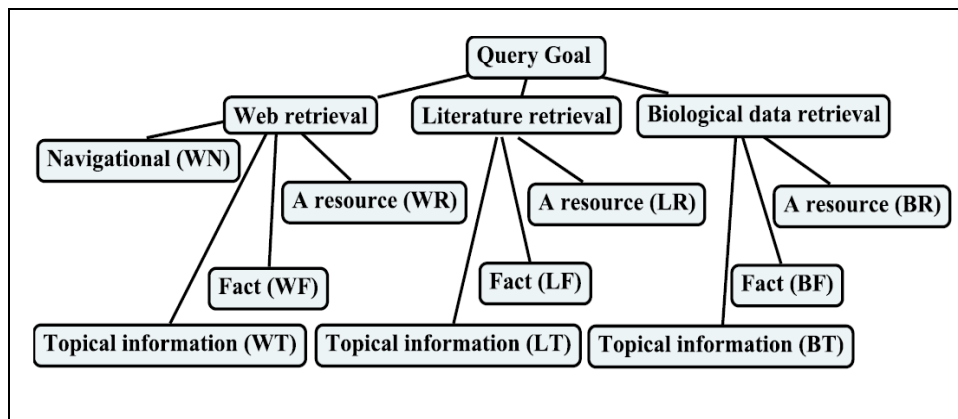 Query Goal
Web retrieval
Literature retrieval
Biological data retrieval
Navigational (WN)
A resource (WR)
A resource (LR)
A resource (BR)
Fact (WF)
Fact (LF)
Fact (BF)
Topical information (WT)
Topical information (LT)
Topical information (BT)